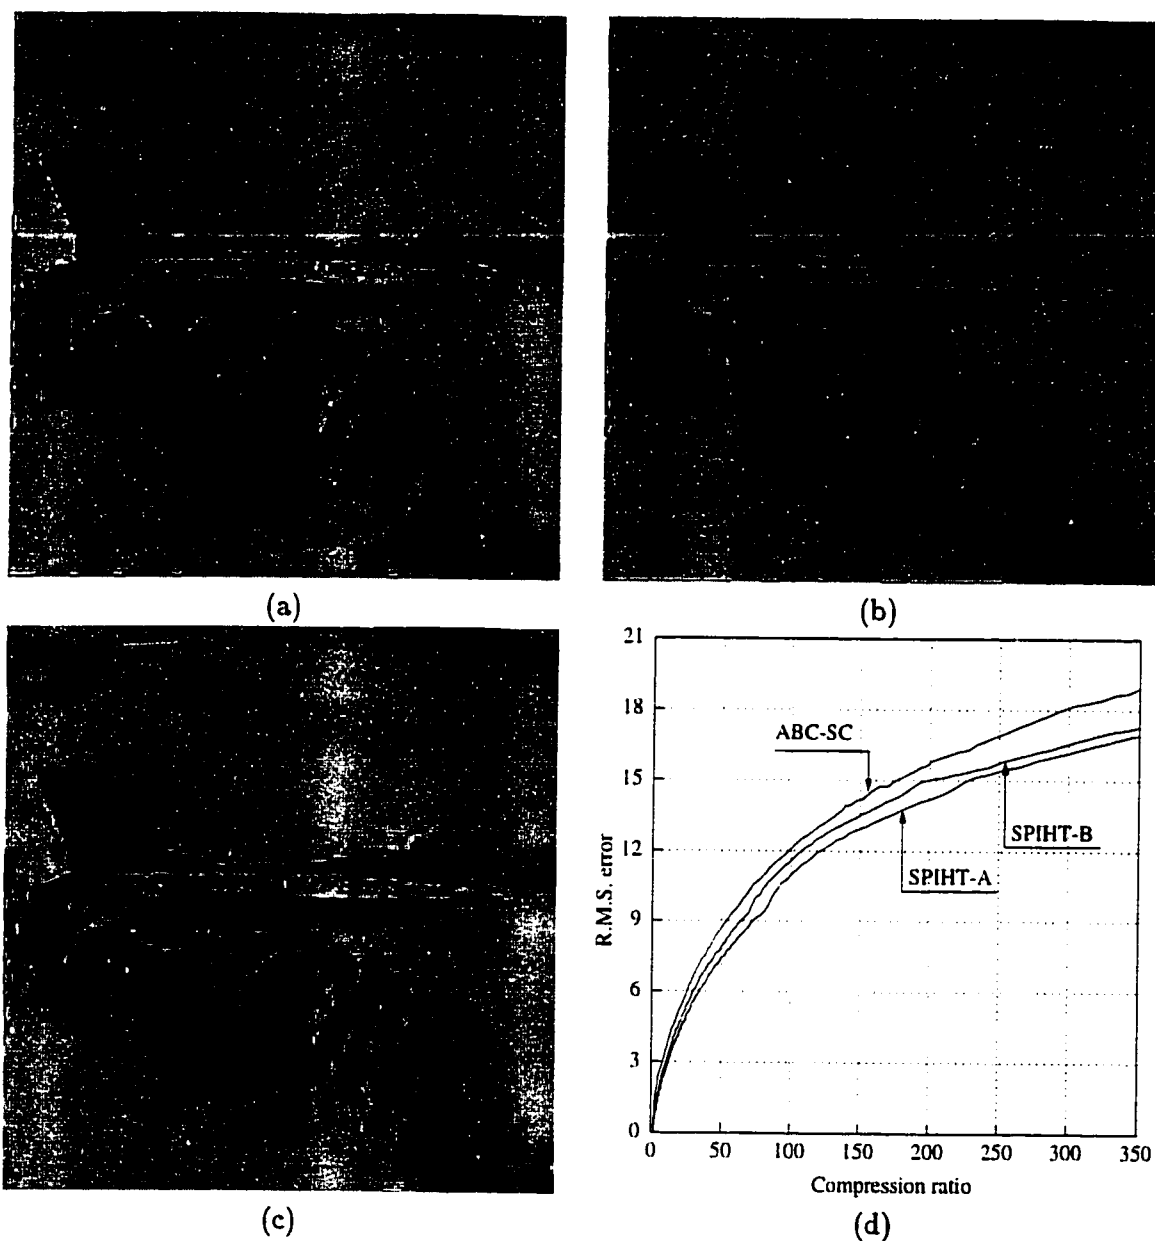 (a)
(b)
(c)
21
18
15
12
9
6
3
0
R.M.S. error
ABC-SC
SPIHT-B
SPIHT-A
0 50 100 150 200 250 300 350
Compression ratio
(d)